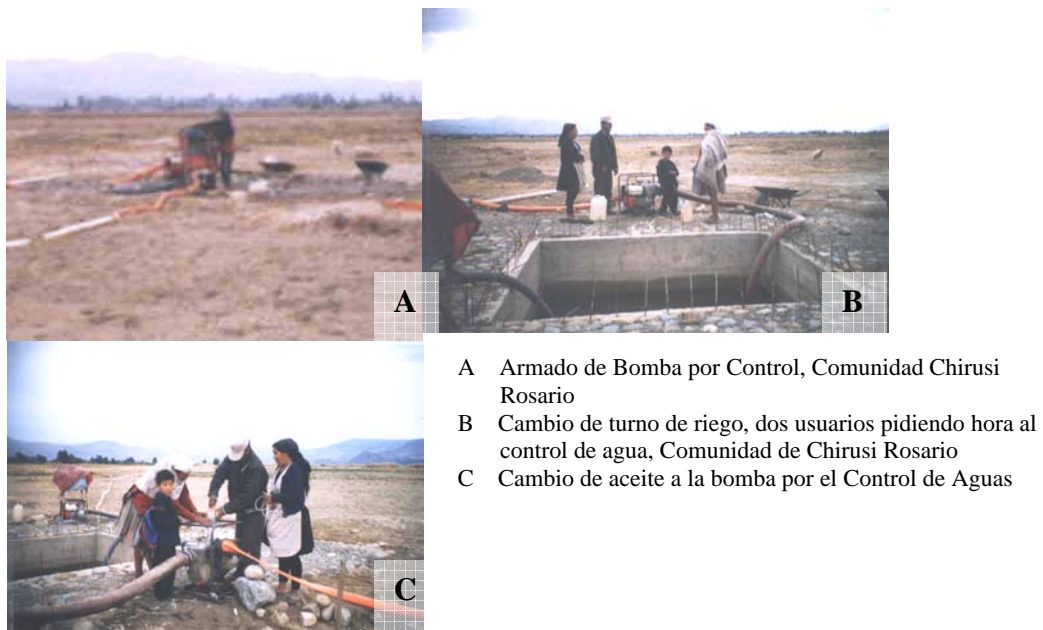 A
B
C
A Armado de Bomba por Control, Comunidad Chirusi
Rosario
B Cambio de turno de riego, dos usuarios pidiendo hora al
control de agua, Comunidad de Chirusi Rosario
C Cambio de aceite a la bomba por el Control de Aguas